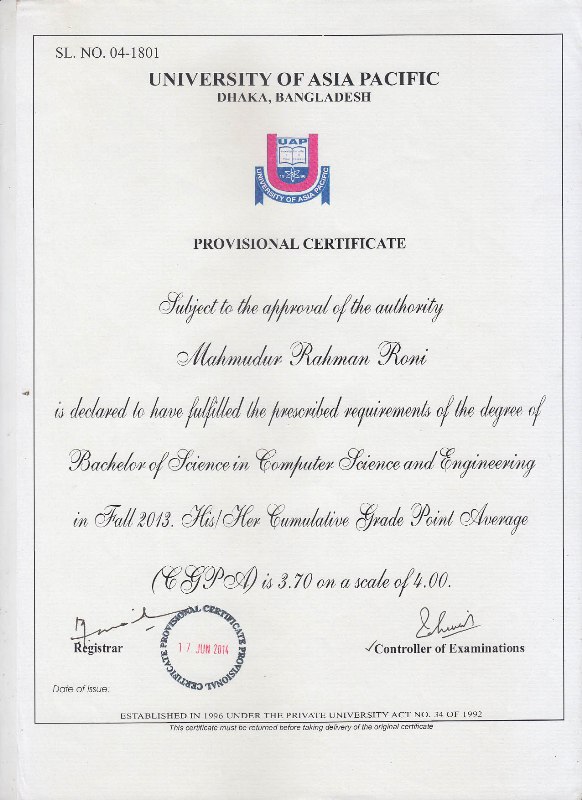 SL. NO. 04-1801
UNIVERSITY OF ASIA PACIFIC
DHAKA, BANGLADESH
UAP
UNIVERSITY OF ASIA PACIFIC
PROVISIONAL CERTIFICATE
Subject to the approval of the authority
Mahmudur Rahman Roni
is declared to have fulfilled the prescribed requirements of the degree of
Bachelor of Science in Computer Science and Engineering
in Fall 2013. His/Her Cumulative Grade Point Average
(CGPA) is 3.70 on a scale of 4.00.
PROVISIONAL CERTIFICATE PROVISIONAL CERTIFICATE
17 JUN 2014
Registrar
Controller of Examinations
Date of issue:
ESTABLISHED IN 1996 UNDER THE PRIVATE UNIVERSITY ACT NO. 34 OF 1992
This certificate must be returned before taking delivery of the original certificate